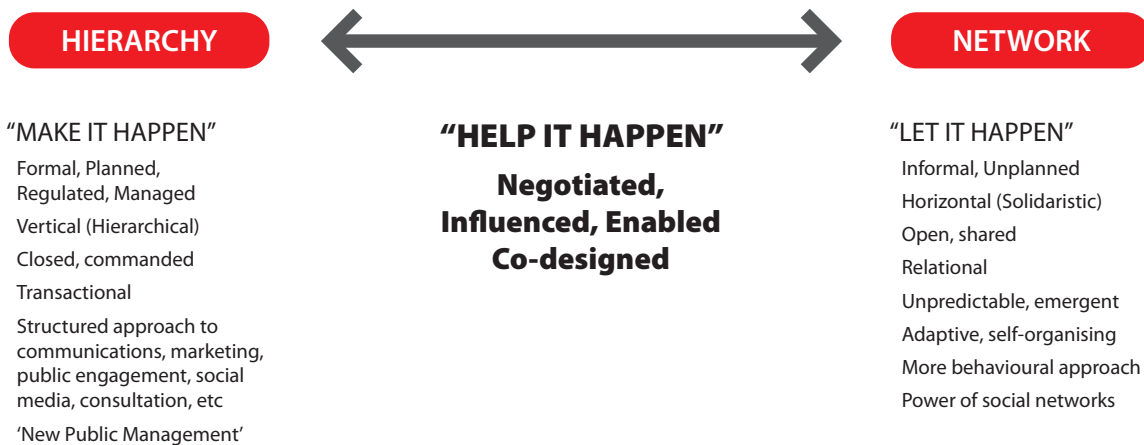 HIERARCHY
NETWORK
“MAKE IT HAPPEN”
Formal, Planned,
Regulated, Managed
Vertical (Hierarchical)
Closed, commanded
Transactional
Structured approach to
communications, marketing,
public engagement, social
media, consultation, etc
‘New Public Management’
“HELP IT HAPPEN”
Negotiated,
Influenced, Enabled
Co-designed
“LET IT HAPPEN”
Informal, Unplanned
Horizontal (Solidaristic)
Open, shared
Relational
Unpredictable, emergent
Adaptive, self-organising
More behavioural approach
Power of social networks